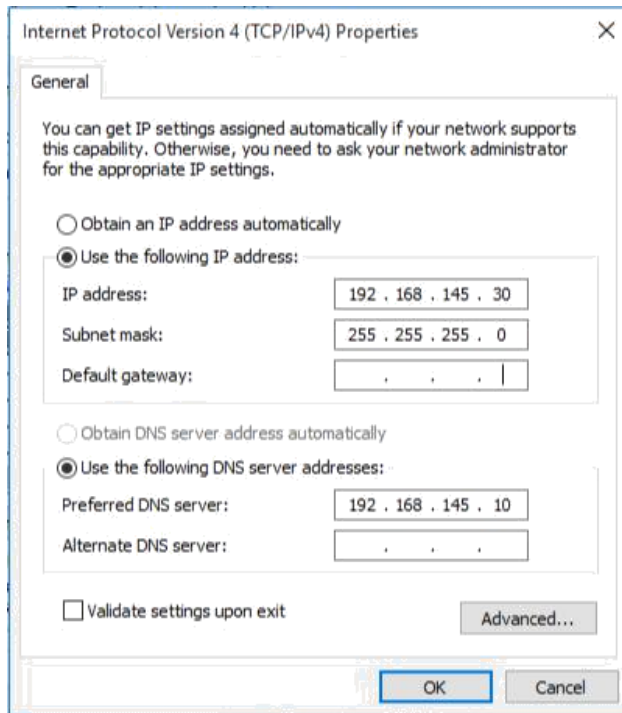 Internet Protocol Version 4 (TCP/IPv4) Properties
General
You can get IP settings assigned automatically if your network supports
this capability. Otherwise, you need to ask your network administrator
for the appropriate IP settings.
Obtain an IP address automatically
Use the following IP address:
IP address: 192 . 168 . 145 . 30
Subnet mask: 255 . 255 . 255 . 0
Default gateway: . . .
Obtain DNS server address automatically
Use the following DNS server addresses:
Preferred DNS server: 192 . 168 . 145 . 10
Alternate DNS server: . . .
Validate settings upon exit
Advanced...
OK Cancel